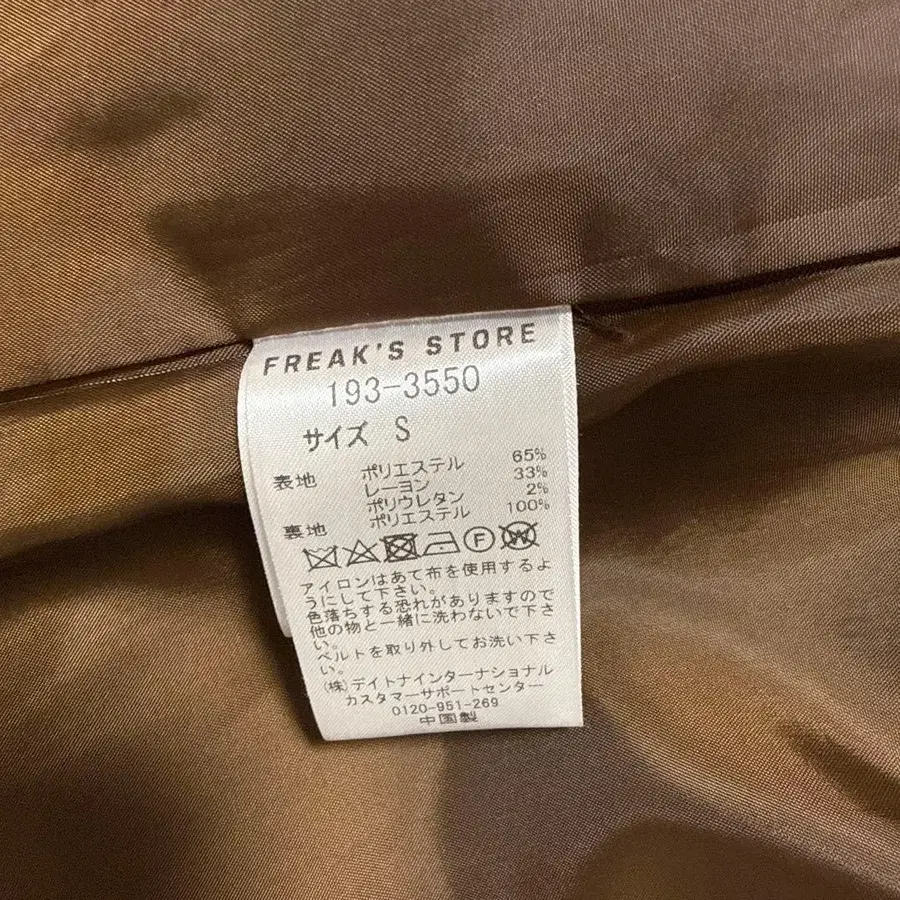 FREAK'S STORE
193-3550
サイズ S
表地 ポリエステル 65%
レーヨン 33%
ポリウレタン 2%
裏地 ポリエステル 100%
アイロンはあて布を使用するよ
うにして下さい。
色落ちする恐れがありますので
他の物と一緒に洗わないで下さ
い。
ベルトを取り外してお洗い下さ
い。
(株)デイトナインターナショナル
カスタマーサポートセンター
0120-951-269
中国製